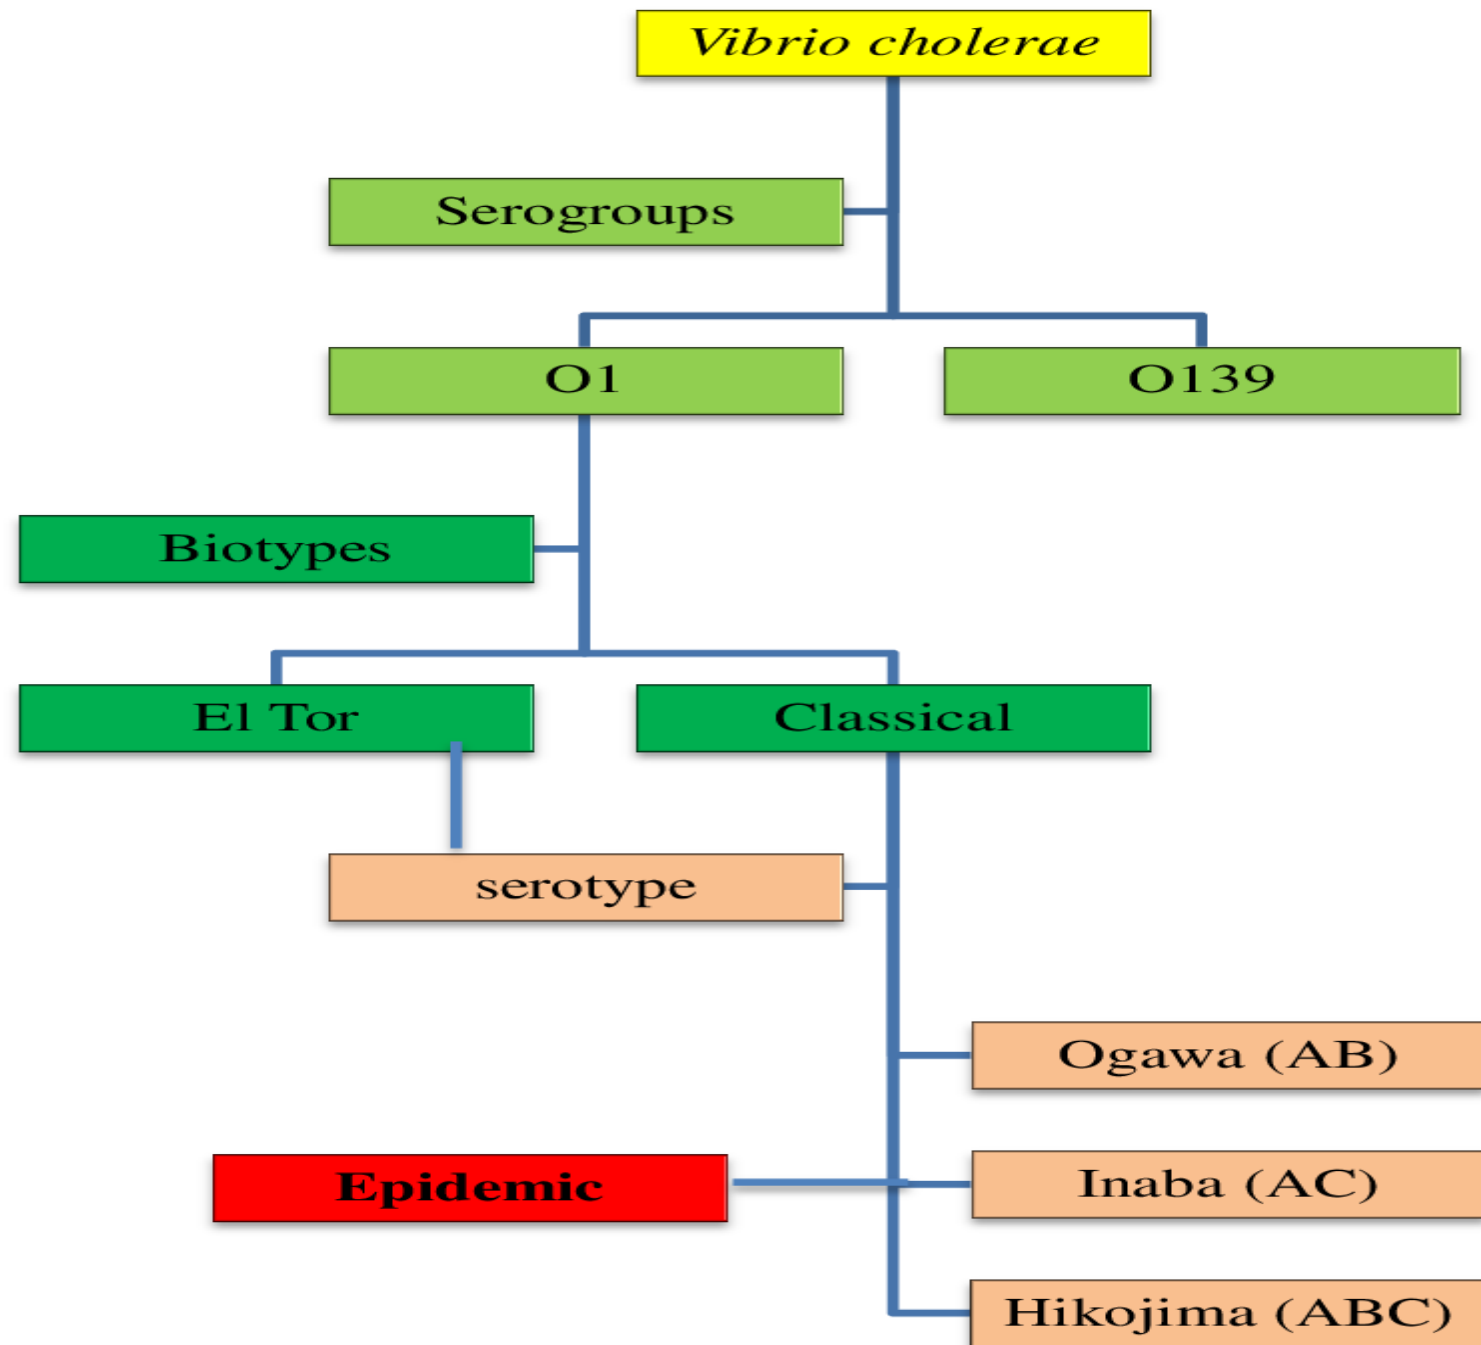 Vibrio cholerae
Serogroups
O1
O139
Biotypes
El Tor
Classical
serotype
Ogawa (AB)
Epidemic
Inaba (AC)
Hikojima (ABC)